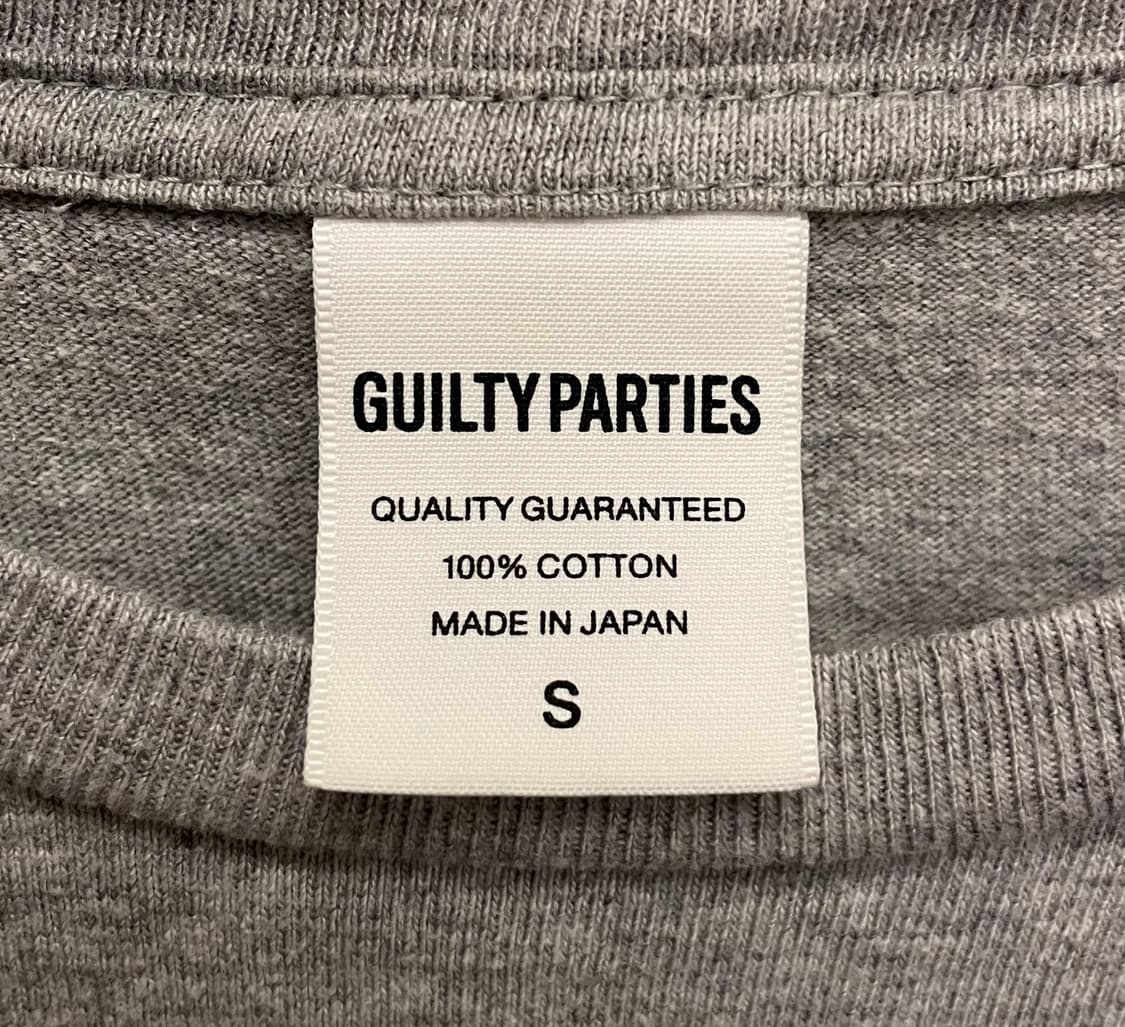 GUILTY PARTIES
QUALITY GUARANTEED
100% COTTON
MADE IN JAPAN
S